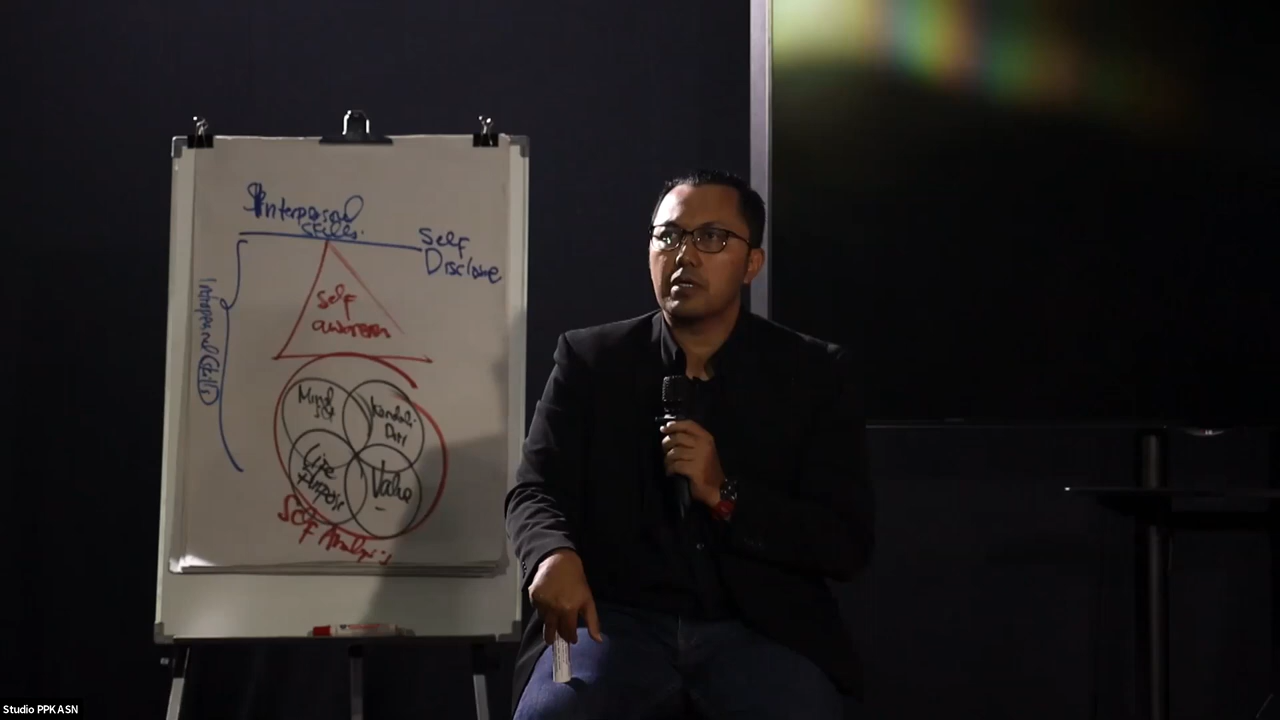 Interpersonal
Skills.
Self
Disclosure
Intrapersonal Skills
Self
awareness
Mind
set
Kendali
Diri
Life
purpose
Value
Self Analysis
Studio PPKASN